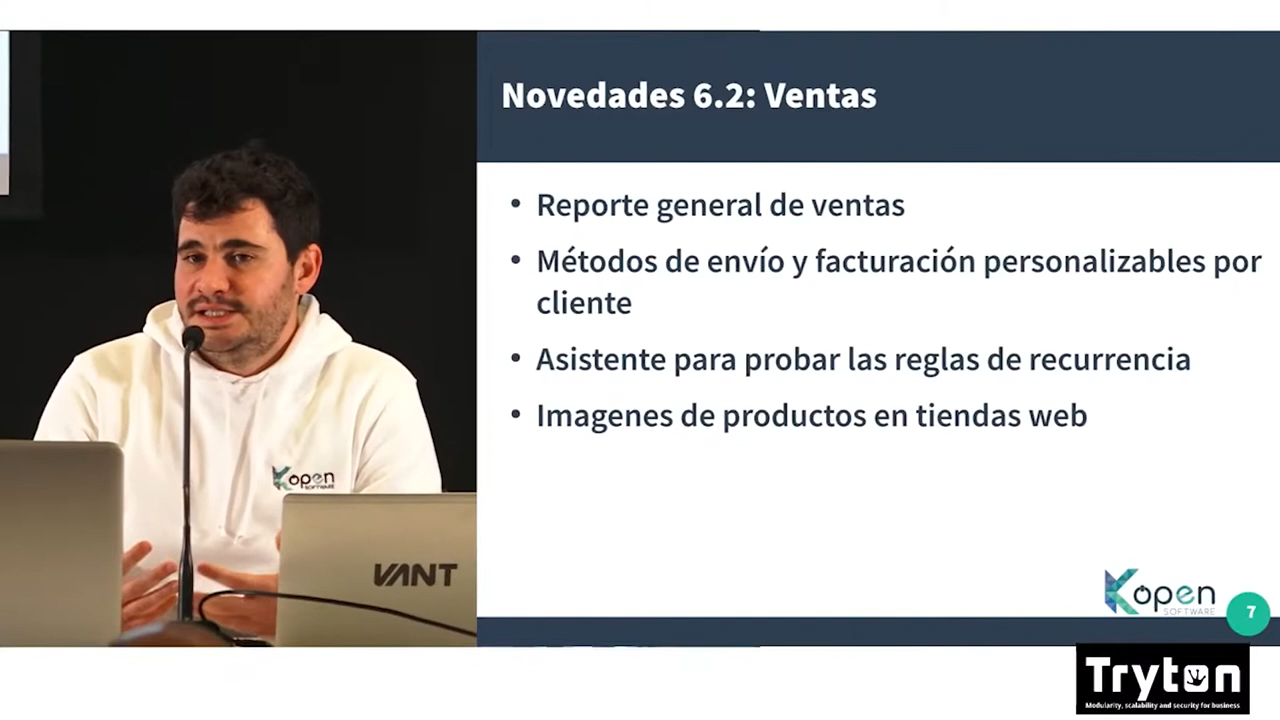 Novedades 6.2: Ventas
• Reporte general de ventas
• Métodos de envío y facturación personalizables por
cliente
• Asistente para probar las reglas de recurrencia
• Imagenes de productos en tiendas web
Kopen
SOFTWARE
VANT
Kopen
SOFTWARE
7
Tryton
Modularity, scalability and security for business